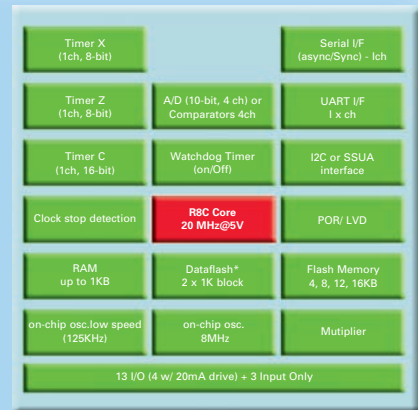 Timer X
(1ch, 8-bit)
Serial I/F
(async/Sync) - Ich
Timer Z
(1ch, 8-bit)
A/D (10-bit, 4 ch) or
Comparators 4ch
UART I/F
I x ch
Timer C
(1ch, 16-bit)
Watchdog Timer
(on/Off)
I2C or SSUA
interface
Clock stop detection
R8C Core
20 MHz@5V
POR/ LVD
RAM
up to 1KB
Dataflash*
2 x 1K block
Flash Memory
4, 8, 12, 16KB
on-chip osc.low speed
(125KHz)
on-chip osc.
8MHz
Mutiplier
13 I/O (4 w/ 20mA drive) + 3 Input Only